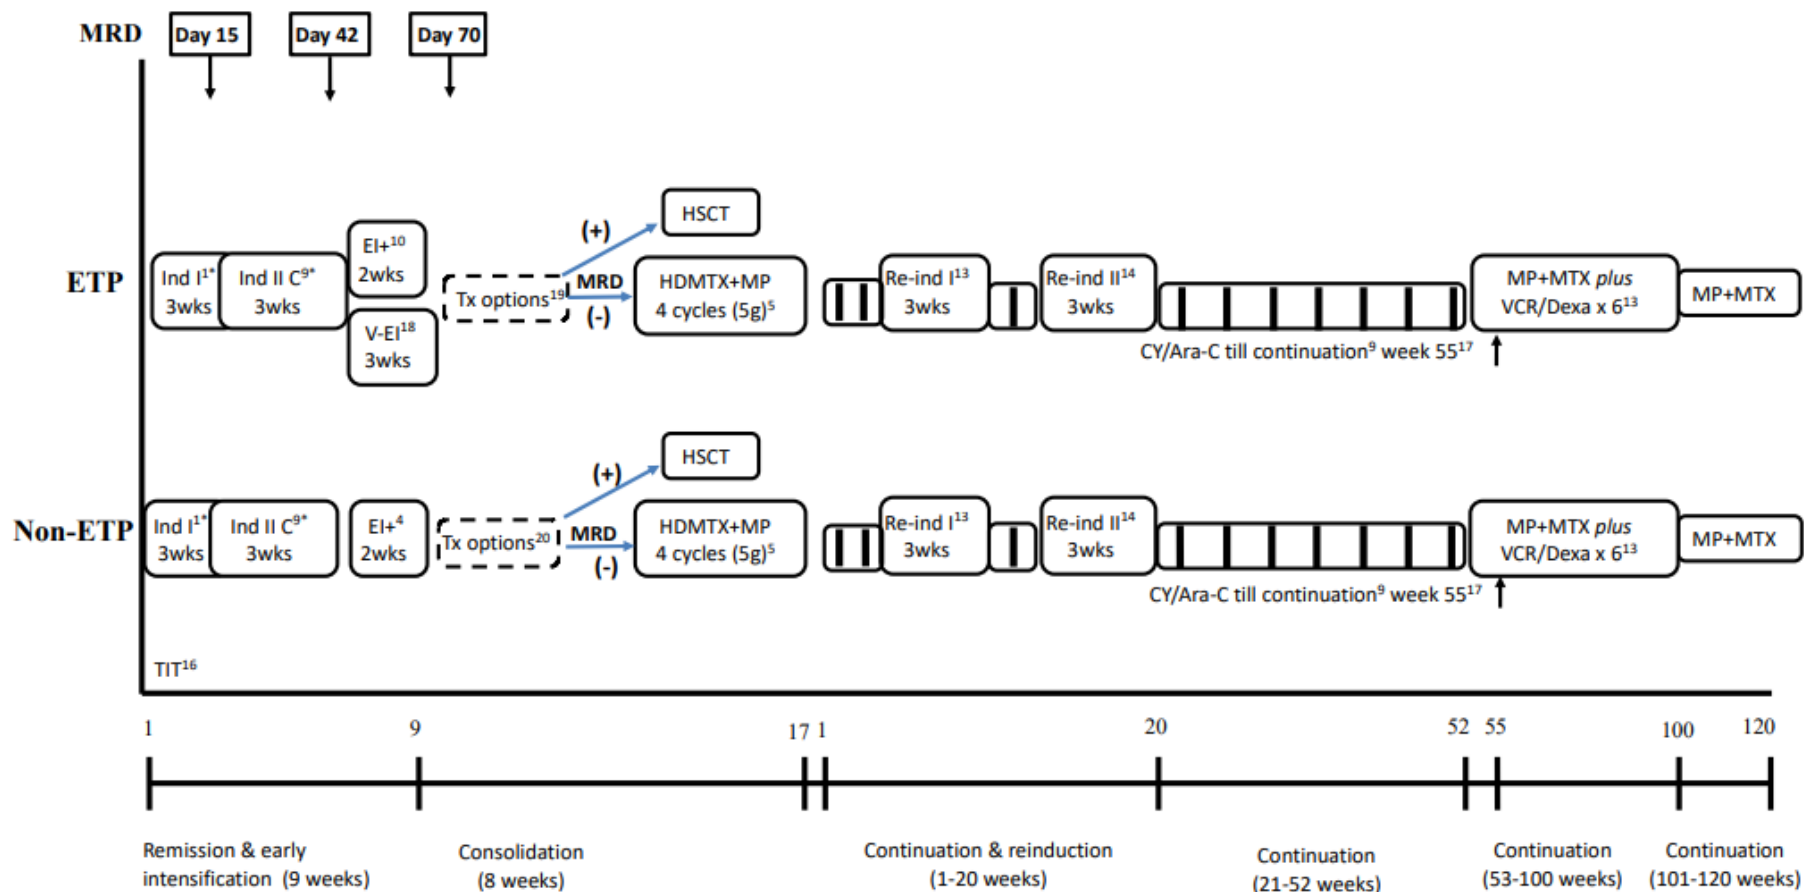 MRD
Day 15
Day 42
Day 70
ETP
Ind I1*
3wks
Ind II C9*
3wks
EI+10
2wks
V-EI18
3wks
Tx options19
(+)
MRD
(-)
HSCT
HDMTX+MP
4 cycles (5g)5
Re-ind I13
3wks
Re-ind II14
3wks
CY/Ara-C till continuation9 week 5517
MP+MTX plus
VCR/Dexa x 613
MP+MTX
Non-ETP
Ind I1*
3wks
Ind II C9*
3wks
EI+4
2wks
Tx options20
(+)
MRD
(-)
HSCT
HDMTX+MP
4 cycles (5g)5
Re-ind I13
3wks
Re-ind II14
3wks
CY/Ara-C till continuation9 week 5517
MP+MTX plus
VCR/Dexa x 613
MP+MTX
TIT16
1 9 17 1 20 52 55 100 120
Remission & early
intensification (9 weeks)
Consolidation
(8 weeks)
Continuation & reinduction
(1-20 weeks)
Continuation
(21-52 weeks)
Continuation
(53-100 weeks)
Continuation
(101-120 weeks)